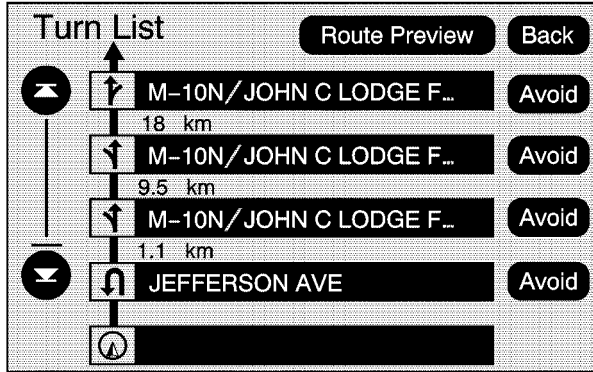 Turn List
Route Preview
Back
M-10N/JOHN C LODGE F...
Avoid
18 km
M-10N/JOHN C LODGE F...
Avoid
9.5 km
M-10N/JOHN C LODGE F...
Avoid
1.1 km
JEFFERSON AVE
Avoid